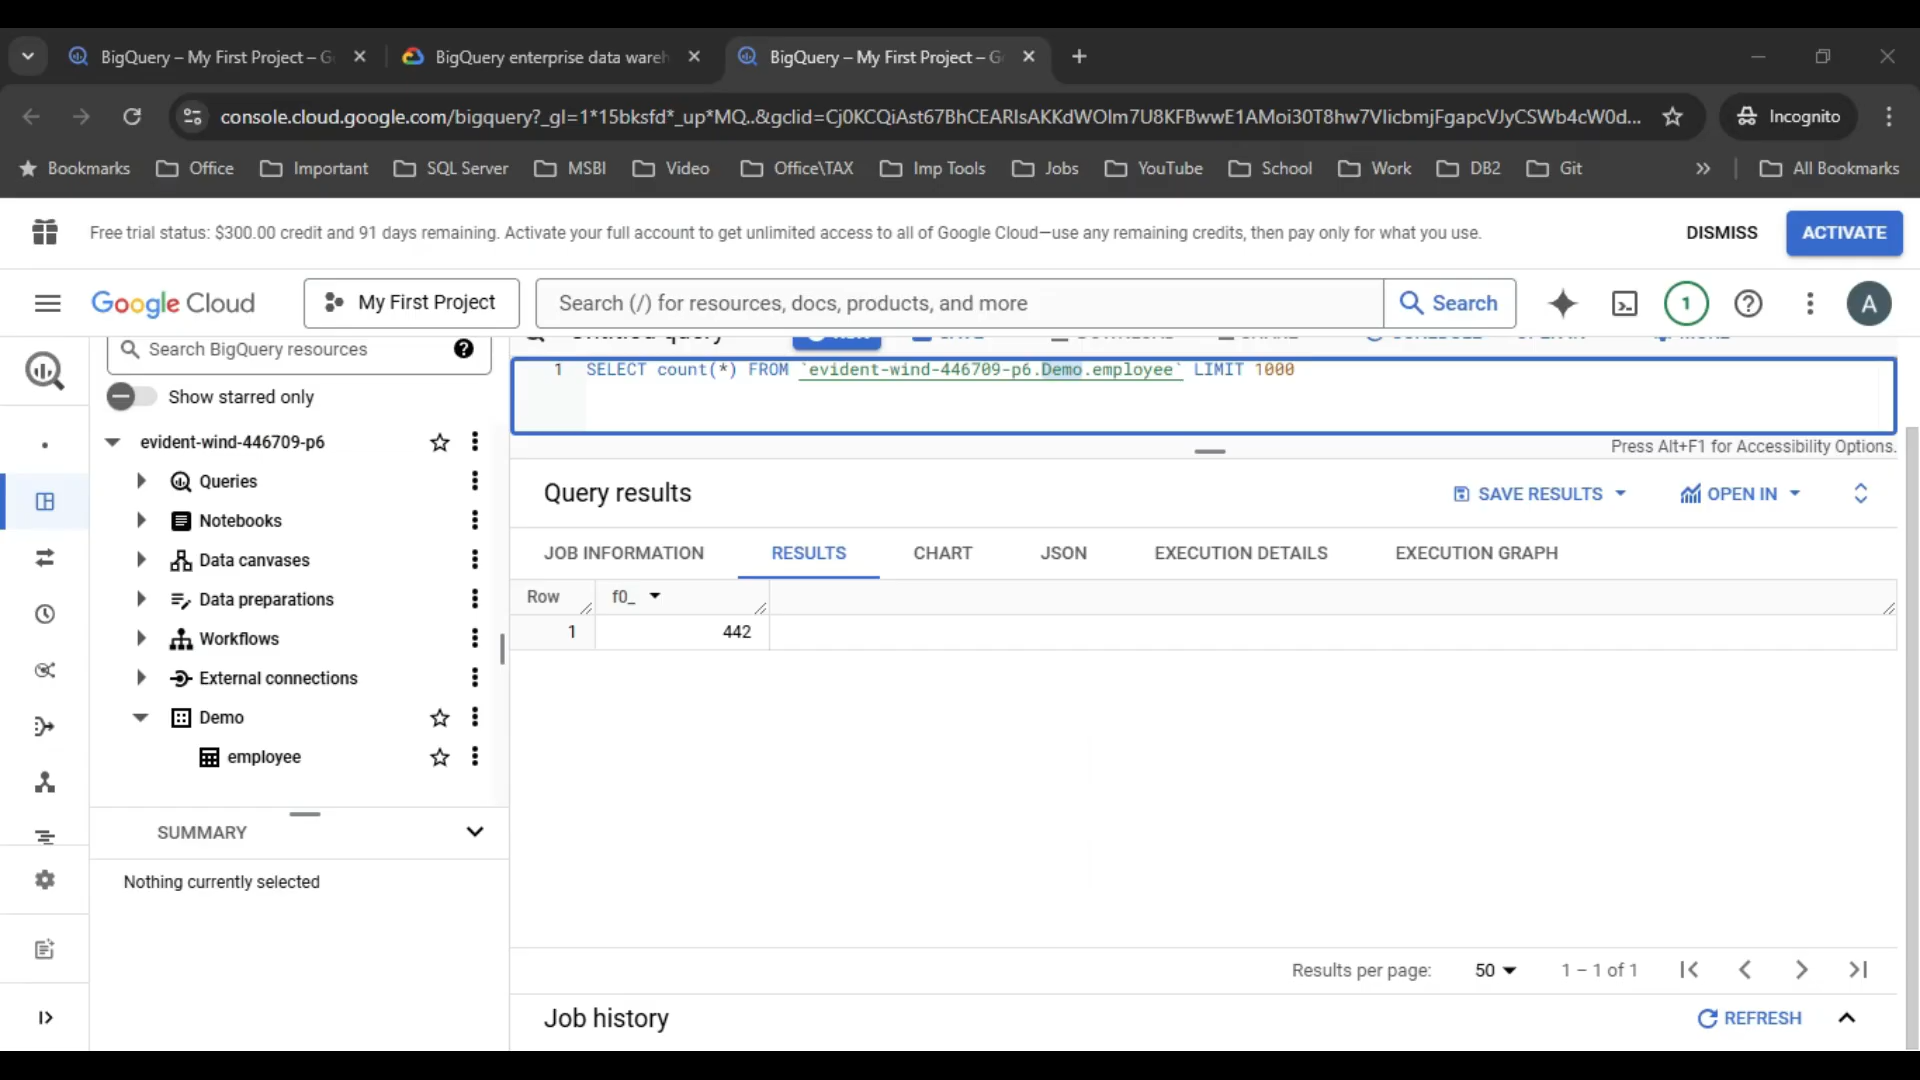 BigQuery – My First Project – G
BigQuery enterprise data wareh
BigQuery – My First Project – G
console.cloud.google.com/bigquery?_gl=1*15bksfd*_up*MQ..&gclid=Cj0KCQiAst67BhCEARIsAKKdWOlm7U8KFBwwE1AMoi30T8hw7VlicbmjFgapcVJyCSWb4cW0d...
Incognito
Bookmarks
Office
Important
SQL Server
MSBI
Video
Office\TAX
Imp Tools
Jobs
YouTube
School
Work
DB2
Git
All Bookmarks
Free trial status: $300.00 credit and 91 days remaining. Activate your full account to get unlimited access to all of Google Cloud—use any remaining credits, then pay only for what you use.
DISMISS
ACTIVATE
Google Cloud
My First Project
Search (/) for resources, docs, products, and more
Search
1
A
Search BigQuery resources
Show starred only
evident-wind-446709-p6
Queries
Notebooks
Data canvases
Data preparations
Workflows
External connections
Demo
employee
SUMMARY
Nothing currently selected
1 SELECT count(*) FROM `evident-wind-446709-p6.Demo.employee` LIMIT 1000
Press Alt+F1 for Accessibility Options.
Query results
SAVE RESULTS
OPEN IN
JOB INFORMATION
RESULTS
CHART
JSON
EXECUTION DETAILS
EXECUTION GRAPH
Row f0_
1 442
Results per page: 50 1 – 1 of 1
Job history
REFRESH